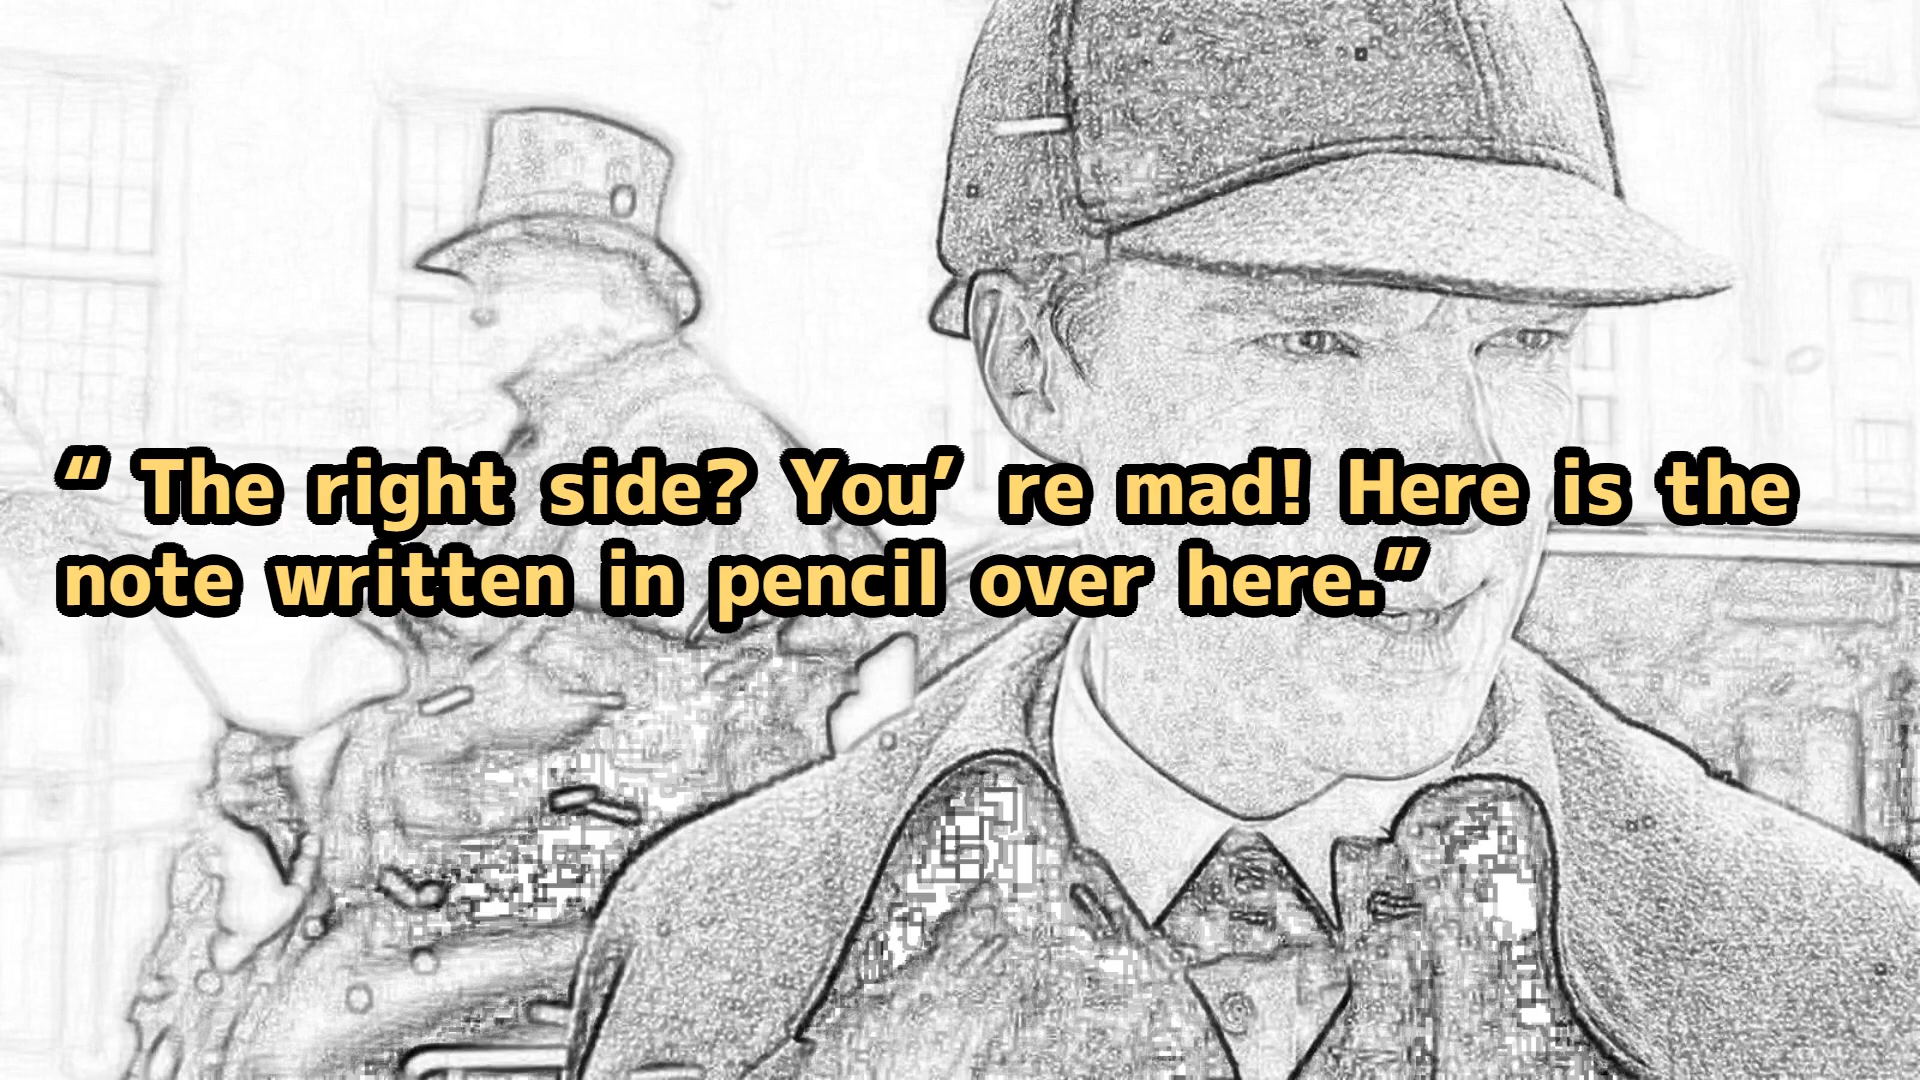 “ The right side? You’ re mad! Here is the
note written in pencil over here.”